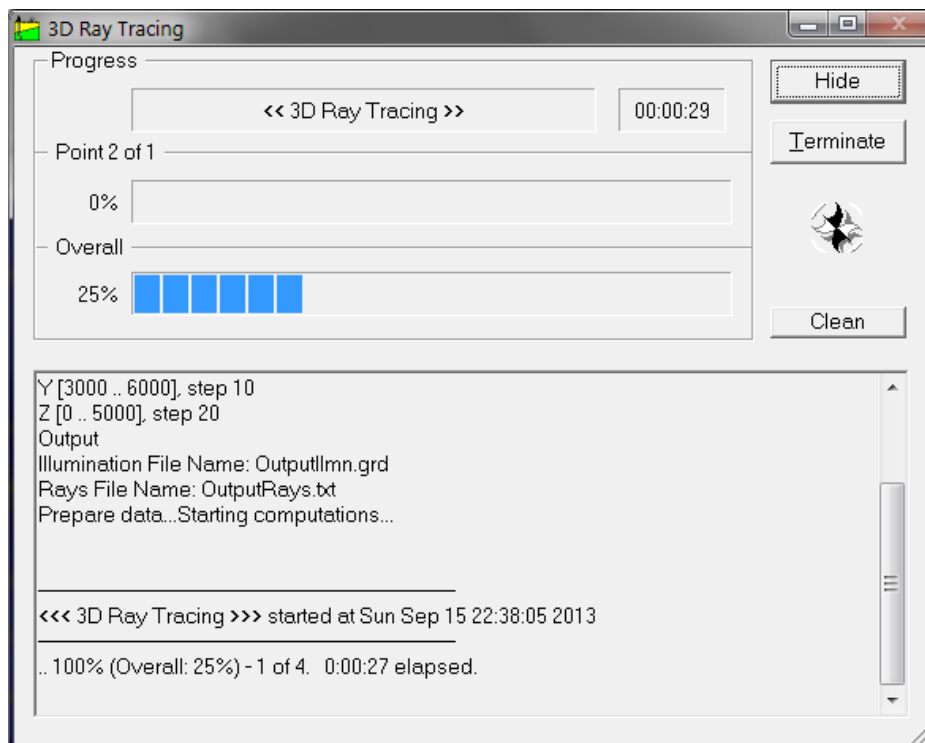 3D Ray Tracing
Progress
<< 3D Ray Tracing >>
00:00:29
Hide
Terminate
Point 2 of 1
0%
Overall
25%
Clean
Y [3000 .. 6000], step 10
Z [0 .. 5000], step 20
Output
Illumination File Name: OutputIlmn.grd
Rays File Name: OutputRays.txt
Prepare data...Starting computations...
<<< 3D Ray Tracing >>> started at Sun Sep 15 22:38:05 2013
.. 100% (Overall: 25%) - 1 of 4.  0:00:27 elapsed.